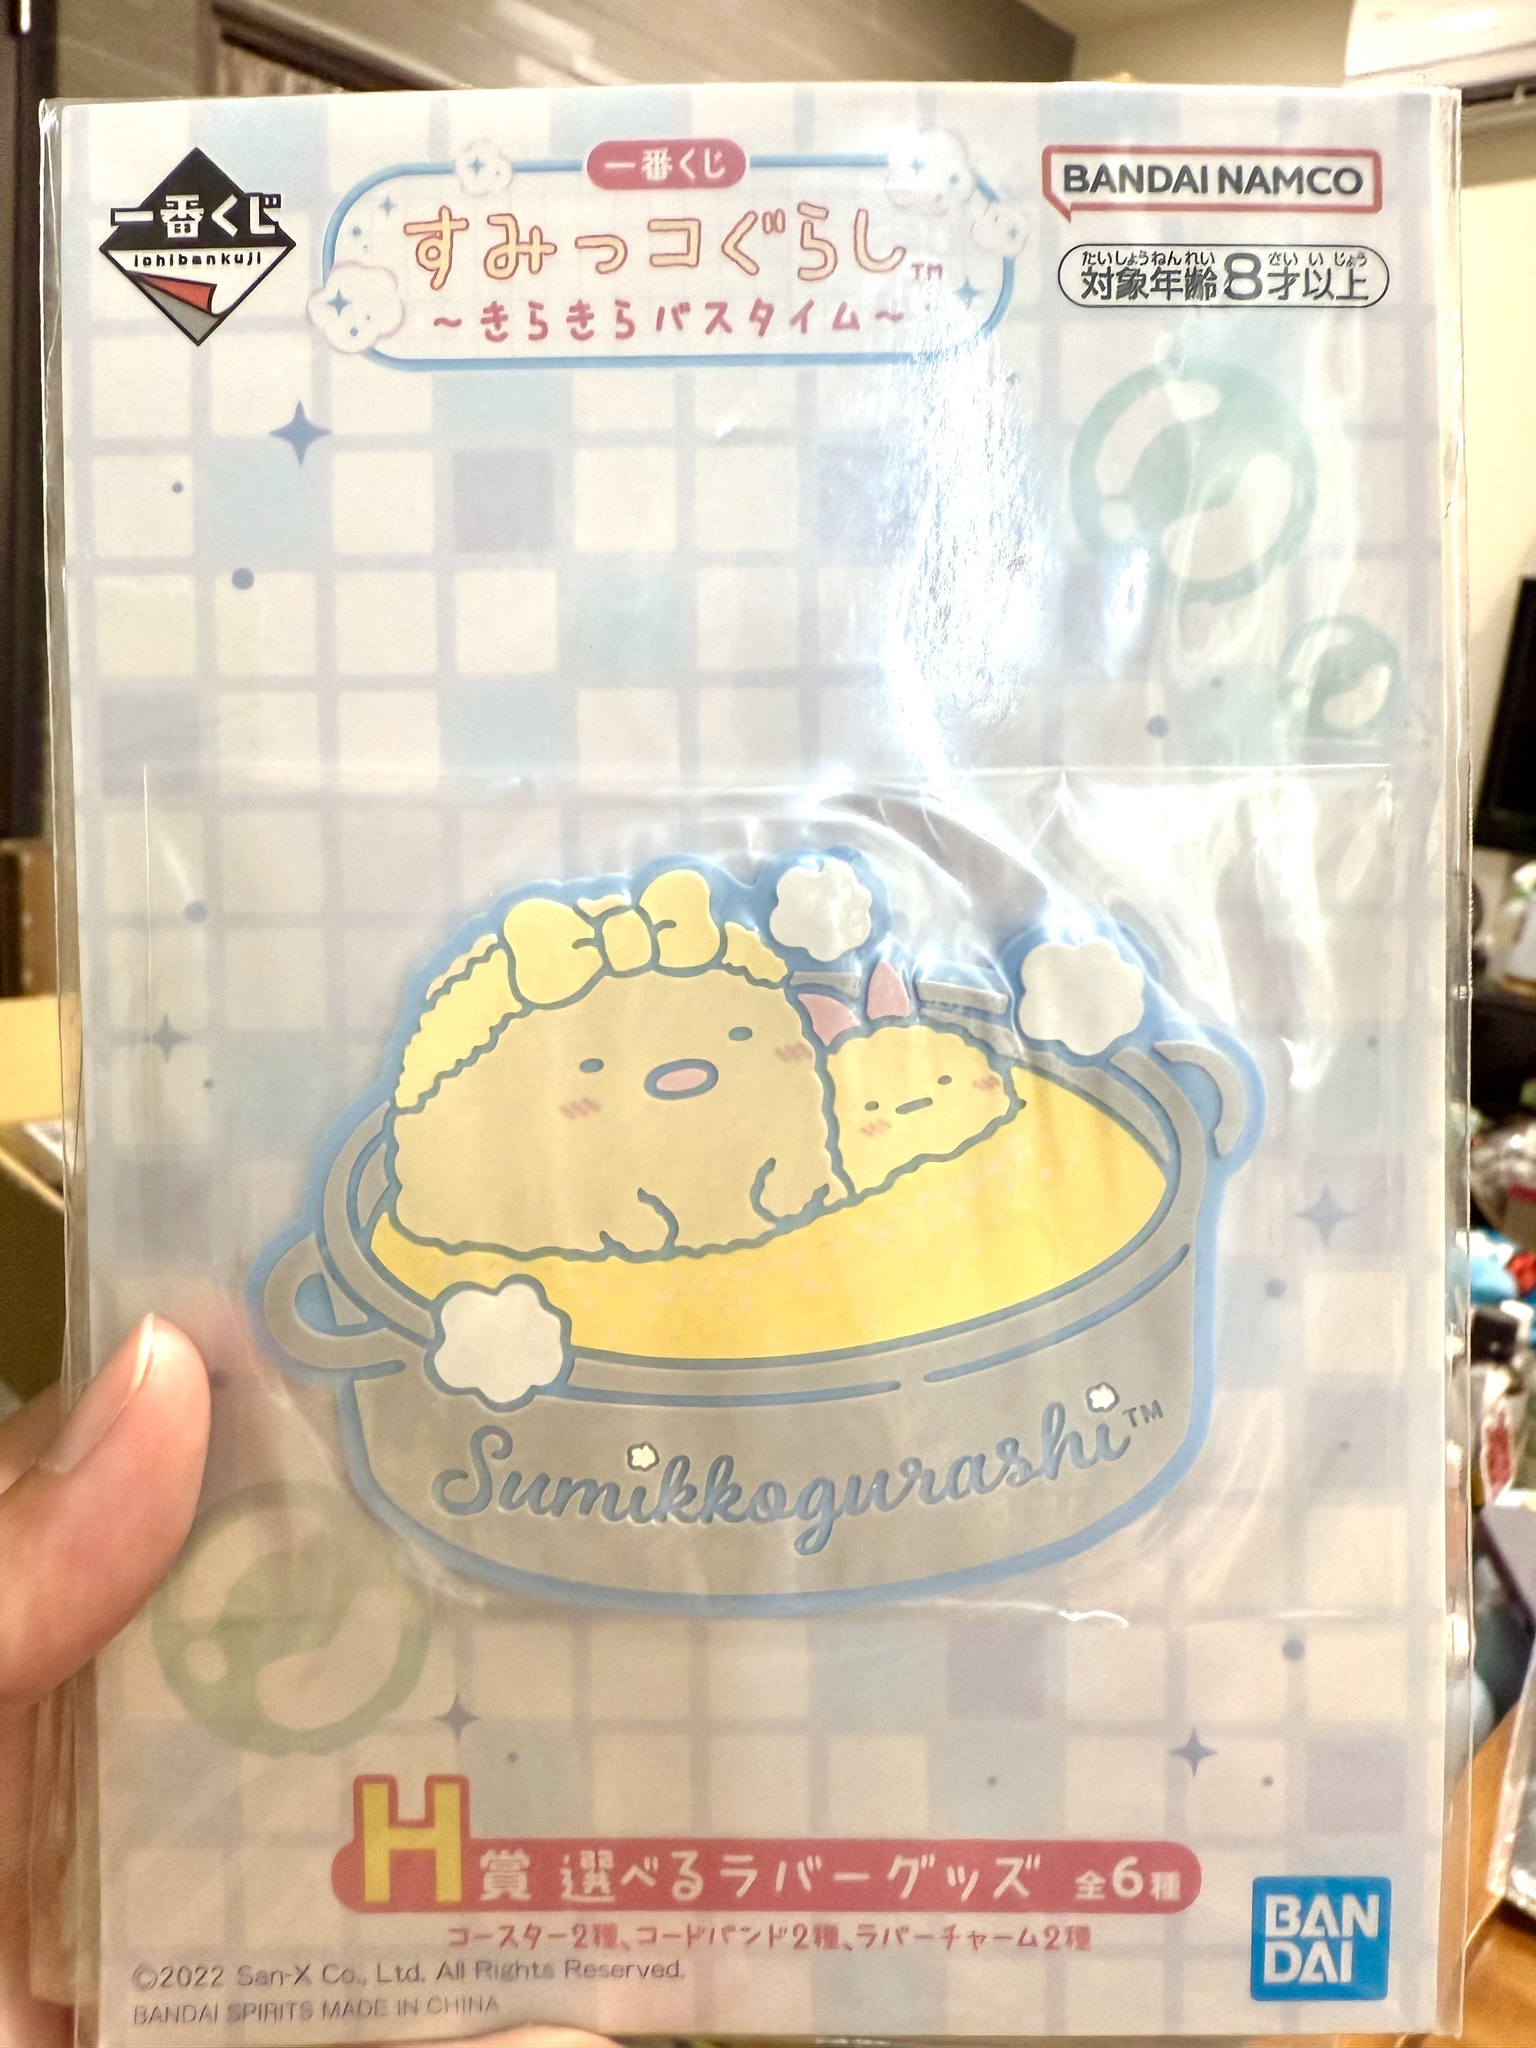 一番くじ
ichibankuji
一番くじ
すみっコぐらし™
～きらきらバスタイム～
BANDAI NAMCO
たいしょうねんれい さいいじょう
対象年齢8才以上
Sumikkogurashi™
H賞 選べるラバーグッズ 全6種
コースター2種、コードバンド2種、ラバーチャーム2種
©2022 San-X Co., Ltd. All Rights Reserved.
BANDAI SPIRITS MADE IN CHINA
BAN
DAI